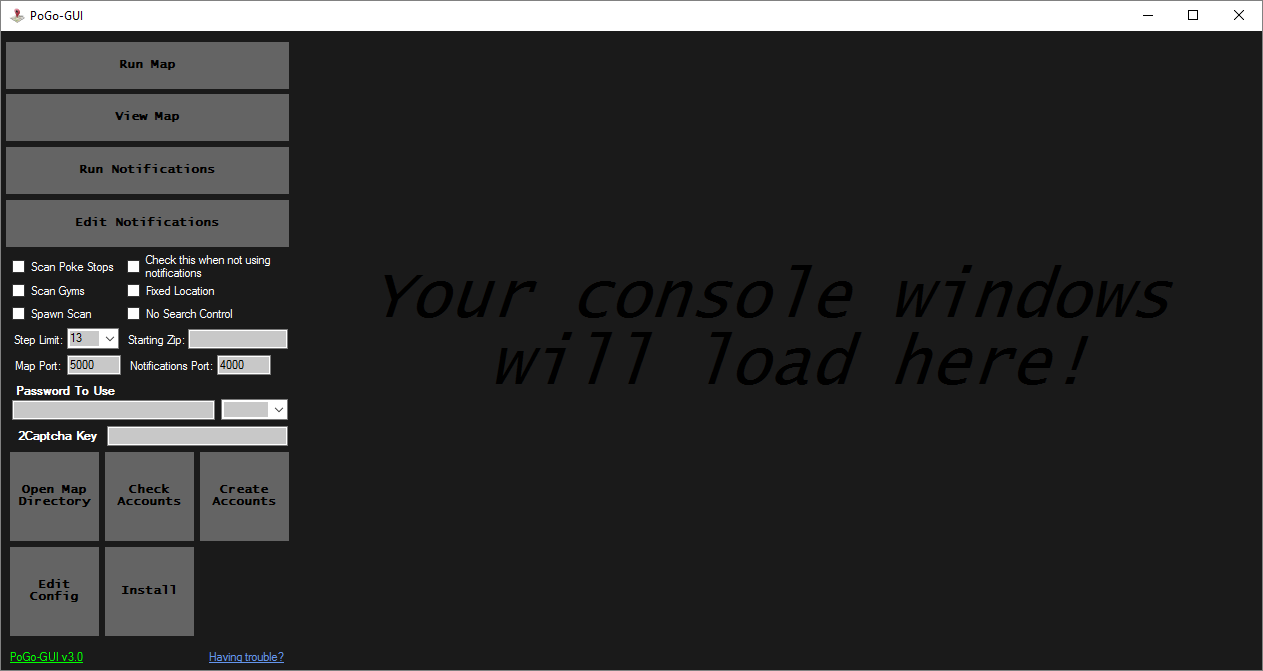 PoGo-GUI
Run Map
View Map
Run Notifications
Edit Notifications
Scan Poke Stops
Check this when not using
notifications
Scan Gyms
Fixed Location
Spawn Scan
No Search Control
Step Limit: 13
Starting Zip:
Map Port: 5000
Notifications Port: 4000
Password To Use
2Captcha Key
Open Map
Directory
Check
Accounts
Create
Accounts
Edit
Config
Install
PoGo-GUI v3.0
Having trouble?
Your console windows
will load here!